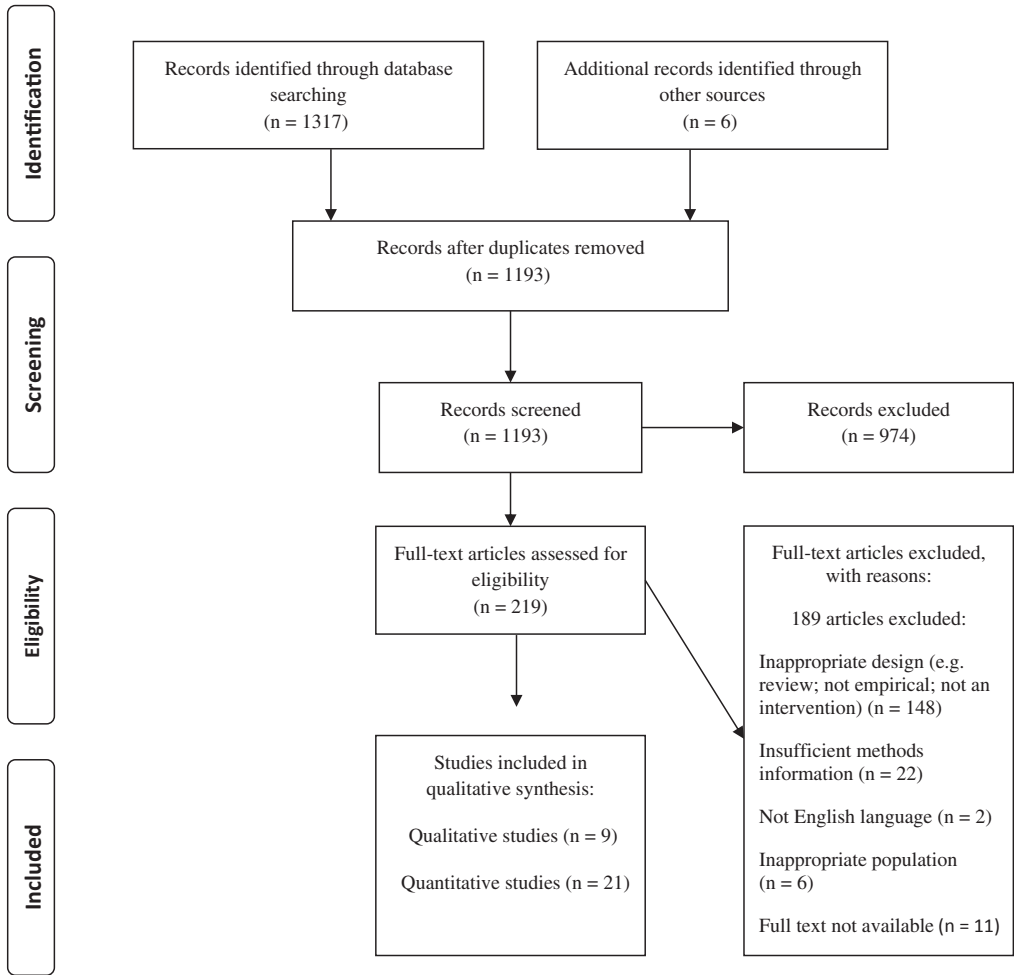 Identification
Records identified through database
searching
(n = 1317)
Additional records identified through
other sources
(n = 6)
Records after duplicates removed
(n = 1193)
Screening
Records screened
(n = 1193)
Records excluded
(n = 974)
Eligibility
Full-text articles assessed for
eligibility
(n = 219)
Full-text articles excluded,
with reasons:
189 articles excluded:
Inappropriate design (e.g.
review; not empirical; not an
intervention) (n = 148)
Insufficient methods
information (n = 22)
Not English language (n = 2)
Inappropriate population
(n = 6)
Full text not available (n = 11)
Included
Studies included in
qualitative synthesis:
Qualitative studies (n = 9)
Quantitative studies (n = 21)